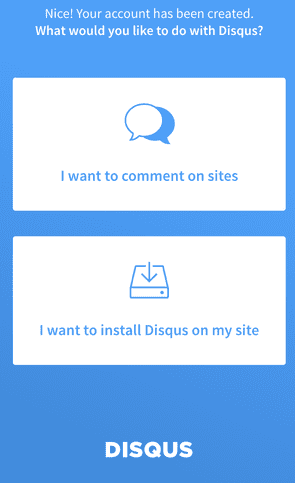 Nice! Your account has been created.
What would you like to do with Disqus?
I want to comment on sites
I want to install Disqus on my site
DISQUS